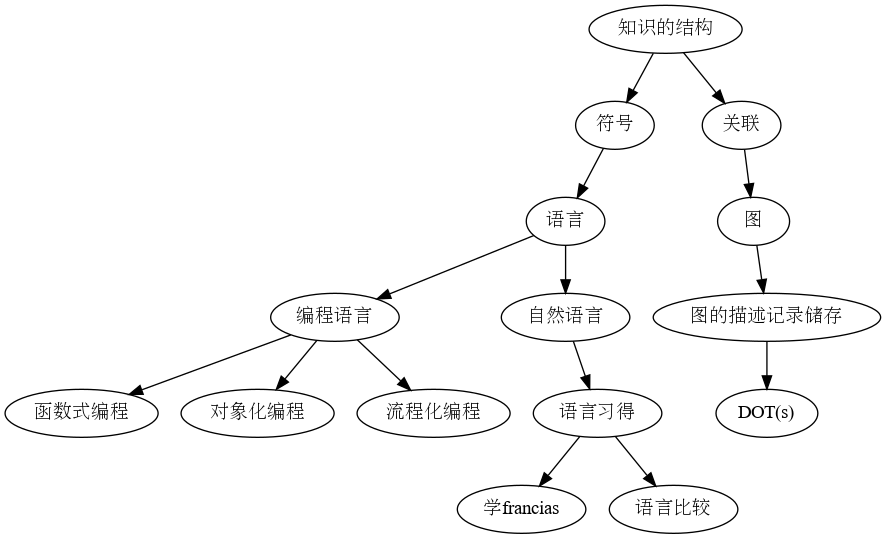 知识的结构
符号
关联
语言
图
编程语言
自然语言
图的描述记录储存
函数式编程
对象化编程
流程化编程
语言习得
DOT(s)
学francias
语言比较